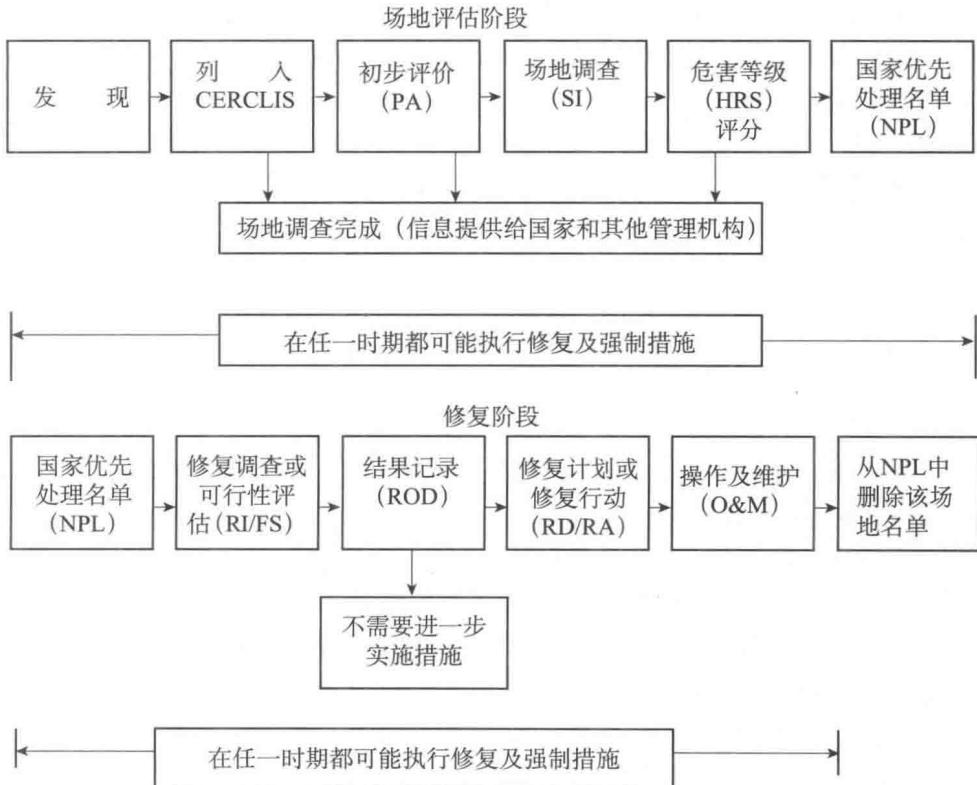 场地评估阶段
发 现
列 入
CERCLIS
初步评价
(PA)
场地调查
(SI)
危害等级
(HRS)
评分
国家优先
处理名单
(NPL)
场地调查完成(信息提供给国家和其他管理机构)
在任一时期都可能执行修复及强制措施
修复阶段
国家优先
处理名单
(NPL)
修复调查或
可行性评
估(RI/FS)
结果记录
(ROD)
修复计划或
修复行动
(RD/RA)
操作及维护
(O&M)
从NPL中
删除该场
地名单
不需要进一步
实施措施
在任一时期都可能执行修复及强制措施